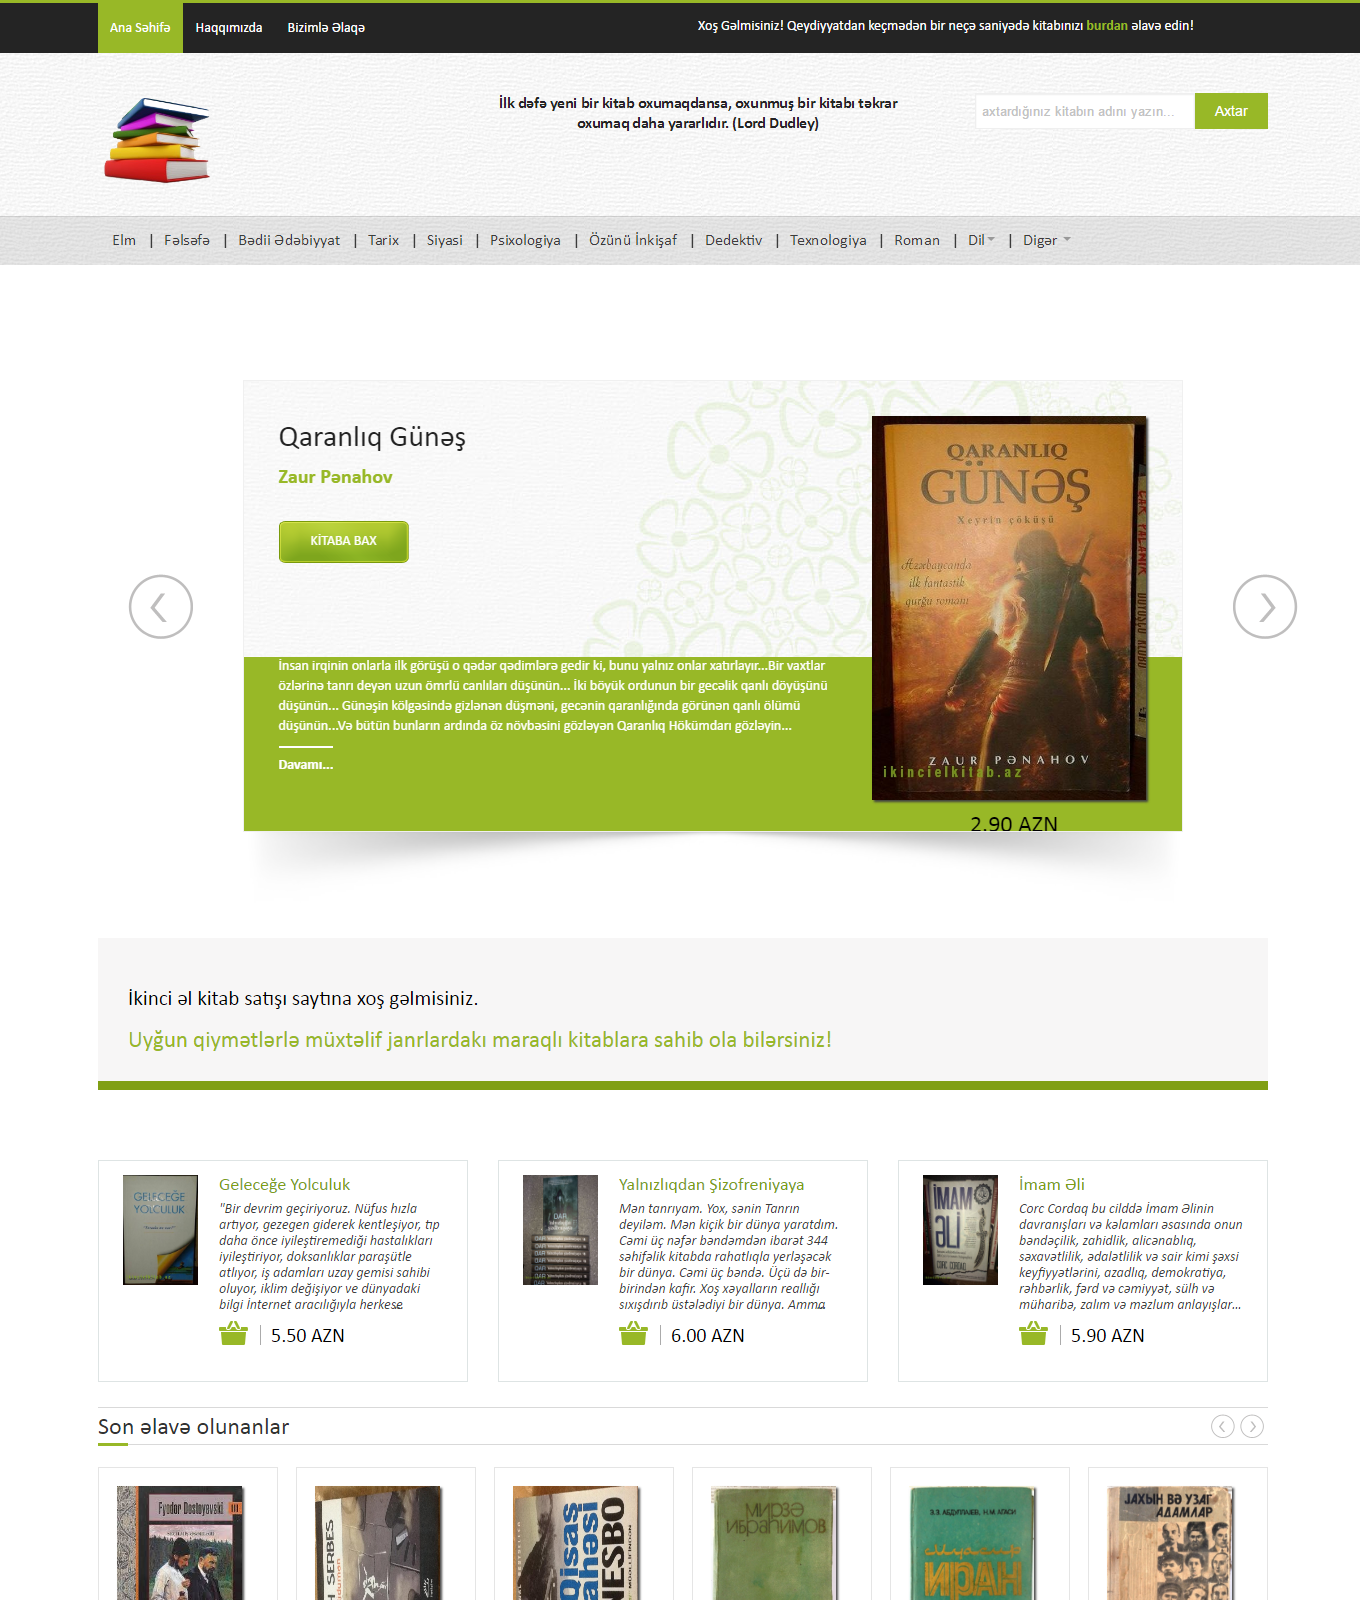 Ana Səhifə
Haqqımızda
Bizimlə Əlaqə
Xoş Gəlmisiniz! Qeydiyyatdan keçmədən bir neçə saniyədə kitabınızı burdan əlavə edin!
İlk dəfə yeni bir kitab oxumaqdansa, oxunmuş bir kitabı təkrar
oxumaq daha yararlıdır. (Lord Dudley)
axtardığınız kitabın adını yazın...
Axtar
Elm | Fəlsəfə | Bədii Ədəbiyyat | Tarix | Siyasi | Psixologiya | Özünü İnkişaf | Dedektiv | Texnologiya | Roman | Dil | Digər
Qaranlıq Günəş
Zaur Pənahov
KİTABA BAX
İnsan irqinin onlarla ilk görüşü o qədər qədimlərə gedir ki, bunu yalnız onlar xatırlayır...Bir vaxtlar
özlərinə tanrı deyən uzun ömrlü canlıları düşünün... İki böyük ordunun bir gecəlik qanlı döyüşünü
düşünün... Günəşin kölgəsində gizlənən düşməni, gecənin qaranlığında görünən qanlı ölümü
düşünün...Və bütün bunların ardında öz növbəsini gözləyən Qaranlıq Hökümdarı gözləyin...
Davamı...
QARANLIQ
GÜNƏŞ
Xeyrin çöküşü
Azərbaycanda
ilk fantastik
qurğu romanı
ZAUR PƏNAHOV
ikincielkitab.az
2.90 AZN
İkinci əl kitab satışı saytına xoş gəlmisiniz.
Uyğun qiymətlərlə müxtəlif janrlardakı maraqlı kitablara sahib ola bilərsiniz!
GELECEĞE
YOLCULUK
Geleceğe Yolculuk
"Bir devrim geçiriyoruz. Nüfus hızla
artıyor, gezegen giderek kentleşiyor, tıp
daha önce iyileştiremediği hastalıkları
iyileştiriyor, doksanlıklar paraşütle
atlıyor, iş adamları uzay gemisi sahibi
oluyor, iklim değişiyor ve dünyadaki
bilgi İnternet aracılığıyla herkese...
5.50 AZN
Yalnızlıqdan Şizofreniyaya
Mən tanrıyam. Yox, sənin Tanrın
deyiləm. Mən kiçik bir dünya yaratdım.
Cəmi üç nəfər bəndəmdən ibarət 344
səhifəlik kitabda rahatlıqla yerləşəcək
bir dünya. Cəmi üç bəndə. Üçü də bir-
birindən kafir. Xoş xəyalların reallığı
sıxışdırıb üstələdiyi bir dünya. Amma...
6.00 AZN
İMAM
ƏLİ
CORC CORDAQ
İmam Əli
Corc Cordaq bu cilddə İmam Əlinin
davranışları və kəlamları əsasında onun
bəndəçilik, zahidlik, alicənablıq,
səxavətlilik, ədalətlilik və sair kimi şəxsi
keyfiyyətlərini, azadlıq, demokratiya,
rəhbərlik, fərd və cəmiyyət, sülh və
müharibə, zalım və məzlum anlayışlar...
5.90 AZN
Son əlavə olunanlar
Fyodor Dostoyevski III
SERBES
NESBO
МИРЗƏ
ИБРАҺИМОВ
ИРАН
ЈАХЫН ВƏ УЗАГ
АДАМЛАР